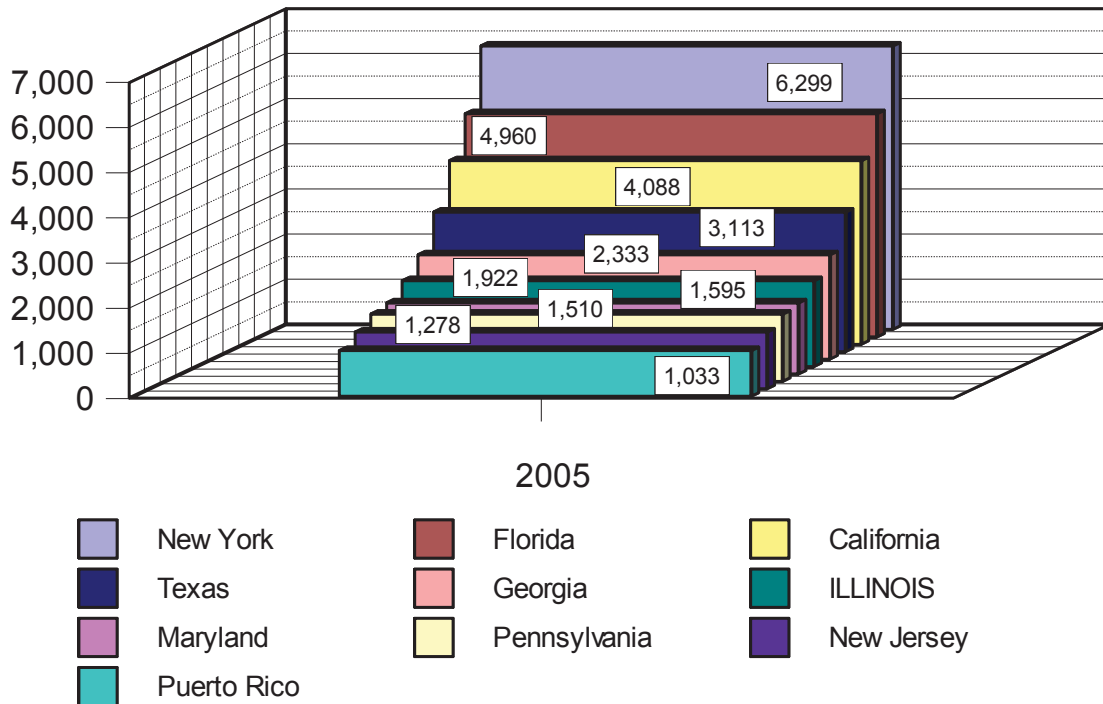 7,000
6,000
5,000
4,000
3,000
2,000
1,000
0
6,299
4,960
4,088
3,113
2,333
1,922
1,595
1,510
1,278
1,033
2005
New York
Florida
California
Texas
Georgia
ILLINOIS
Maryland
Pennsylvania
New Jersey
Puerto Rico